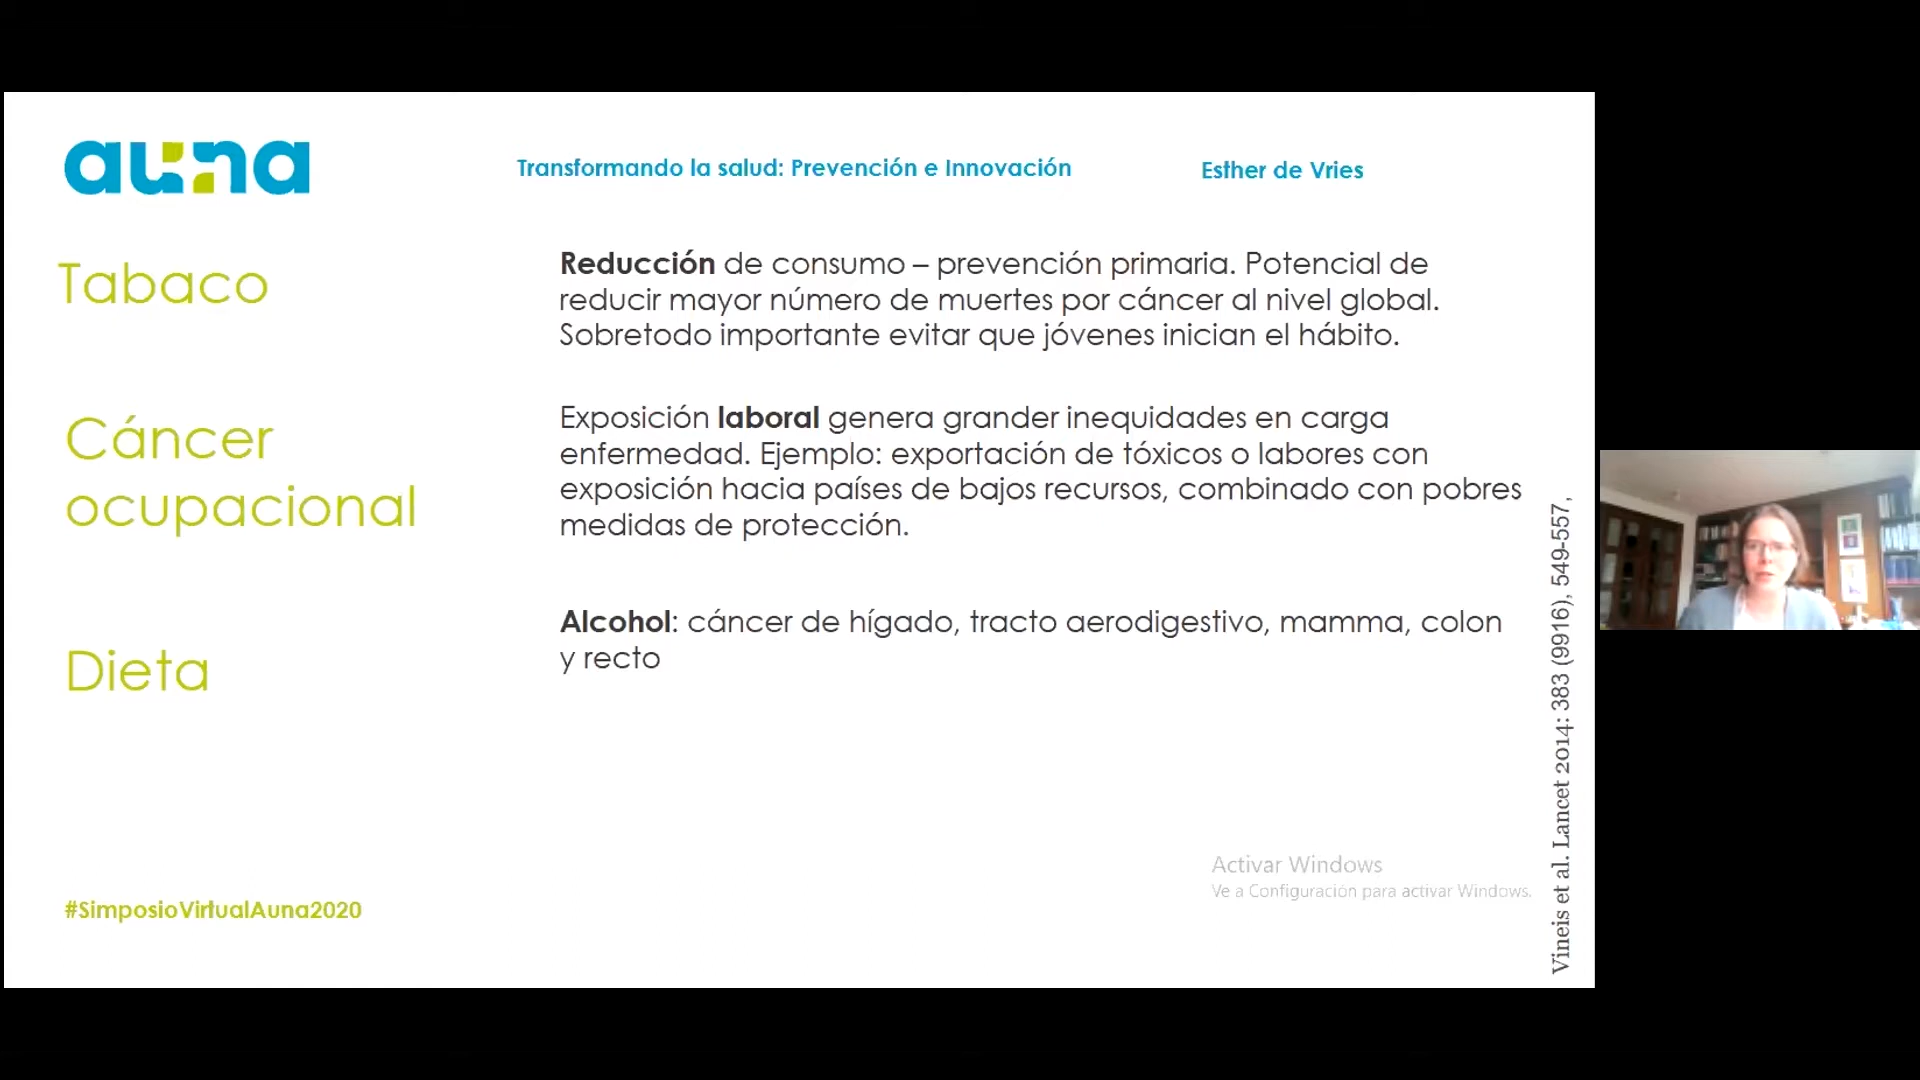 auna
Transformando la salud: Prevención e Innovación
Esther de Vries
Tabaco
Reducción de consumo – prevención primaria. Potencial de
reducir mayor número de muertes por cáncer al nivel global.
Sobretodo importante evitar que jóvenes inician el hábito.
Cáncer
ocupacional
Exposición laboral genera grander inequidades en carga
enfermedad. Ejemplo: exportación de tóxicos o labores con
exposición hacia países de bajos recursos, combinado con pobres
medidas de protección.
Dieta
Alcohol: cáncer de hígado, tracto aerodigestivo, mamma, colon
y recto
Vineis et al. Lancet 2014: 383 (9916), 549-557,
Activar Windows
Ve a Configuración para activar Windows.
#SimposioVirtualAuna2020